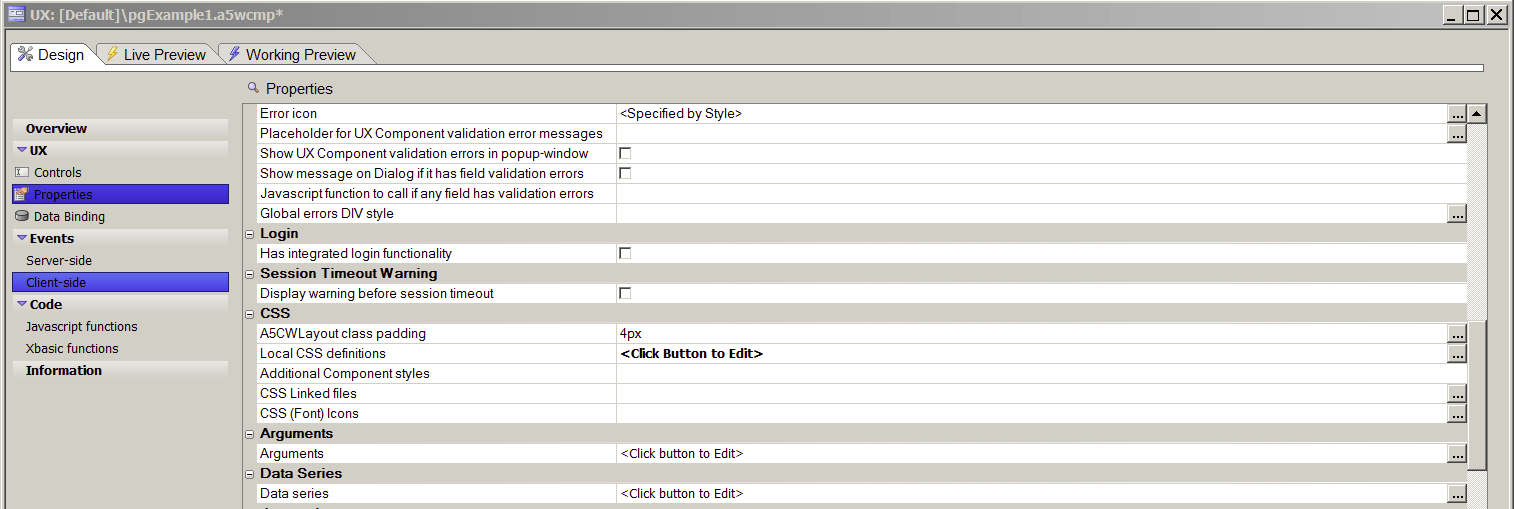 UX: [Default]\pgExample1.a5wcmp*
Design Live Preview Working Preview
Overview
UX
Controls
Properties
Data Binding
Events
Server-side
Client-side
Code
Javascript functions
Xbasic functions
Information
Properties
Error icon <Specified by Style> ...
Placeholder for UX Component validation error messages ...
Show UX Component validation errors in popup-window
Show message on Dialog if it has field validation errors
Javascript function to call if any field has validation errors
Global errors DIV style ...
Login
Has integrated login functionality
Session Timeout Warning
Display warning before session timeout
CSS
A5CWLayout class padding 4px ...
Local CSS definitions <Click Button to Edit> ...
Additional Component styles
CSS Linked files ...
CSS (Font) Icons ...
Arguments
Arguments <Click button to Edit> ...
Data Series
Data series <Click button to Edit> ...